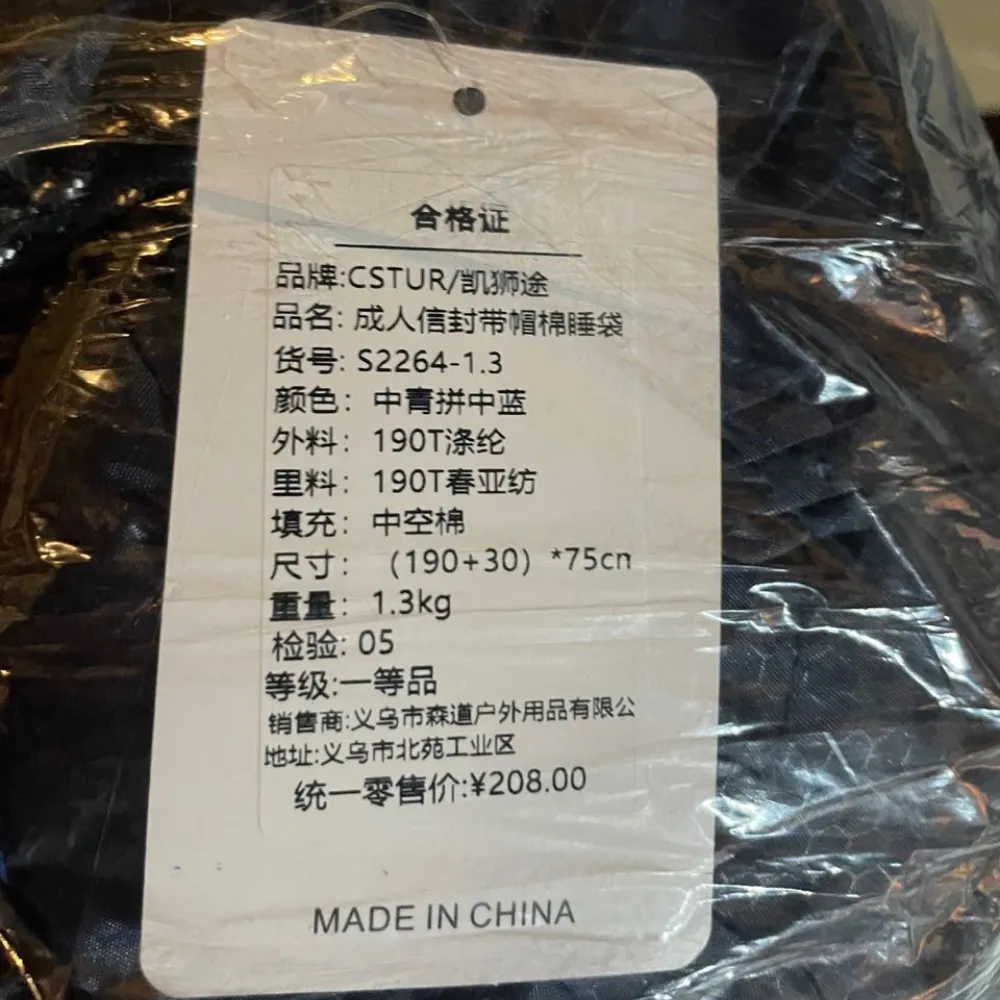 合格证
品牌:CSTUR/凯狮途
品名: 成人信封带帽棉睡袋
货号: S2264-1.3
颜色: 中青拼中蓝
外料: 190T涤纶
里料: 190T春亚纺
填充: 中空棉
尺寸: （190+30）*75cm
重量: 1.3kg
检验: 05
等级:一等品
销售商:义乌市森道户外用品有限公
地址:义乌市北苑工业区
统一零售价:¥208.00
MADE IN CHINA